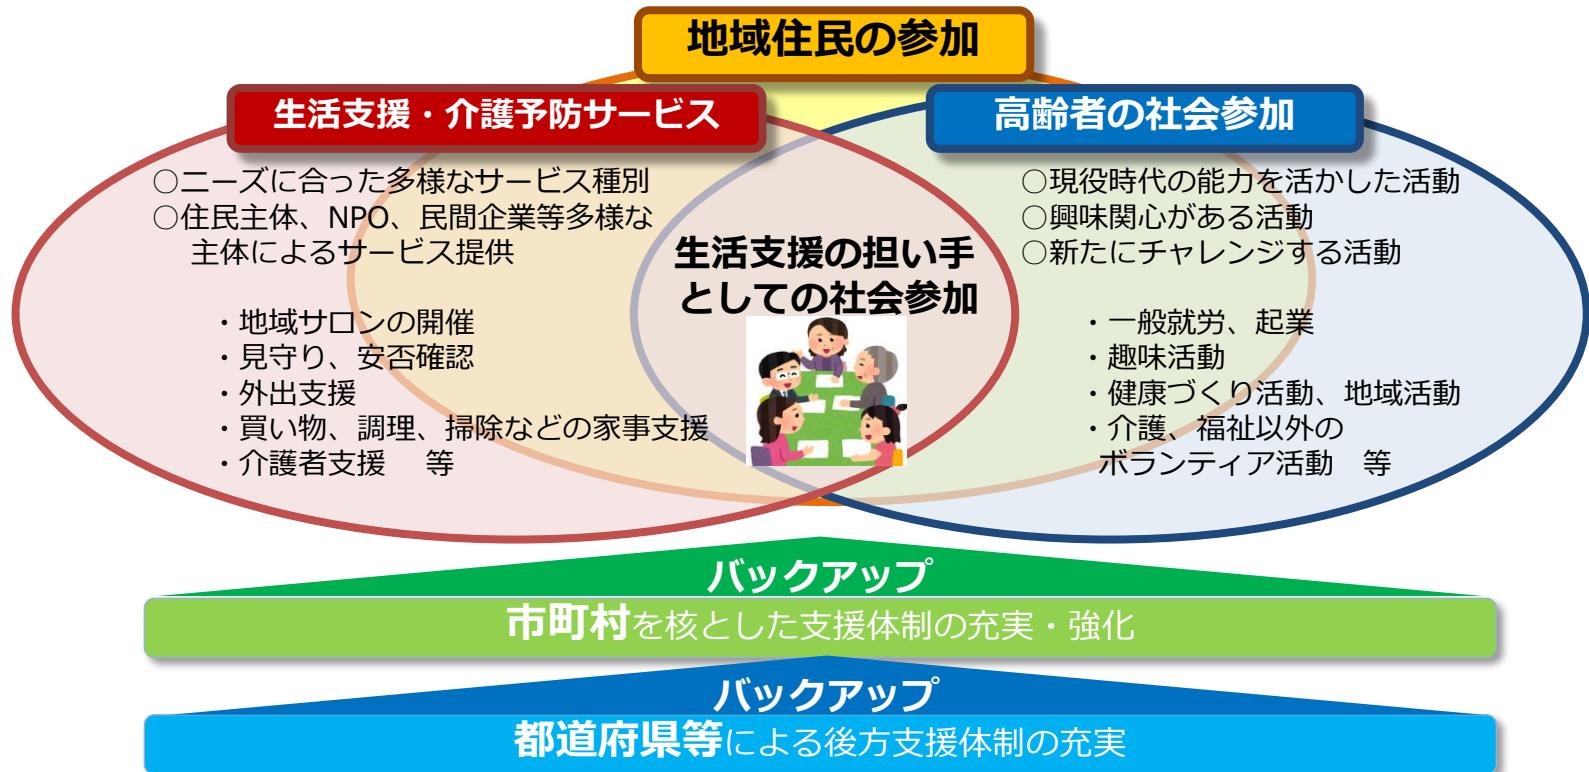 地域住民の参加
生活支援・介護予防サービス
○ニーズに合った多様なサービス種別
○住民主体、NPO、民間企業等多様な
主体によるサービス提供
・地域サロンの開催
・見守り、安否確認
・外出支援
・買い物、調理、掃除などの家事支援
・介護者支援　等
生活支援の担い手
としての社会参加
高齢者の社会参加
○現役時代の能力を活かした活動
○興味関心がある活動
○新たにチャレンジする活動
・一般就労、起業
・趣味活動
・健康づくり活動、地域活動
・介護、福祉以外の
ボランティア活動　等
バックアップ
市町村を核とした支援体制の充実・強化
バックアップ
都道府県等による後方支援体制の充実